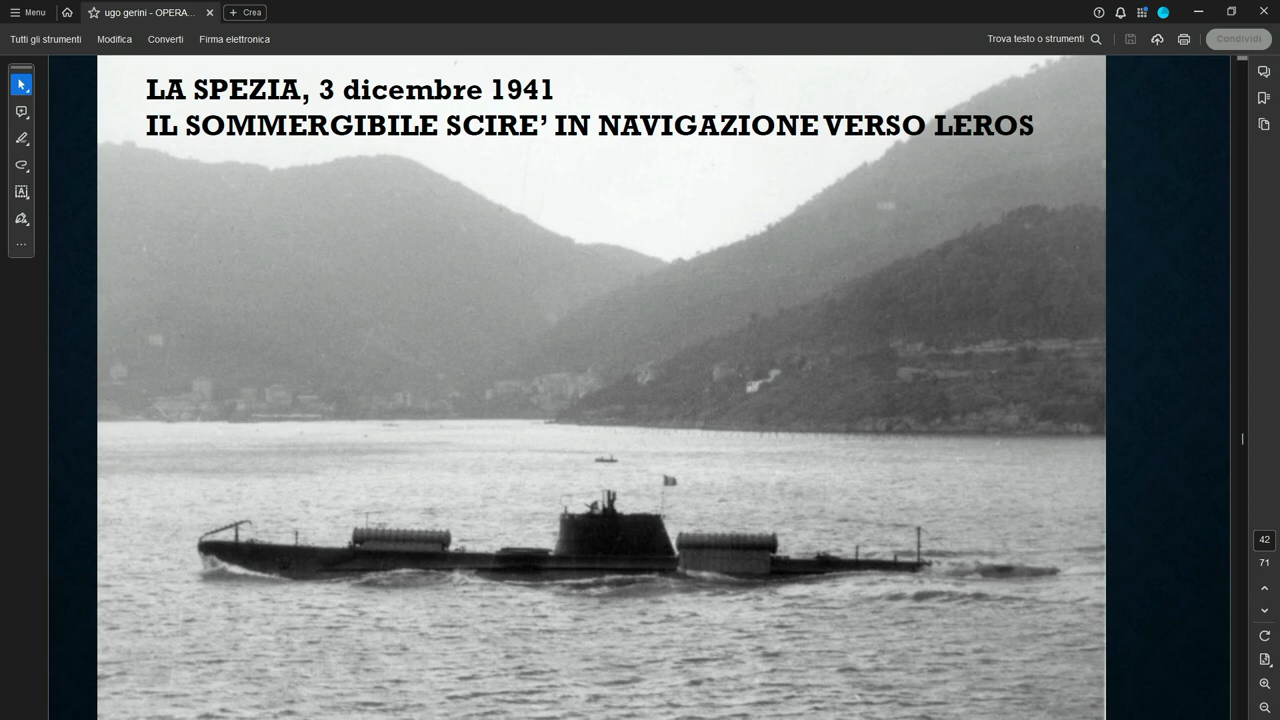 Menu
ugo gerini - OPERA...
Crea
Tutti gli strumenti
Modifica
Converti
Firma elettronica
Trova testo o strumenti
Condividi
LA SPEZIA, 3 dicembre 1941
IL SOMMERGIBILE SCIRE’ IN NAVIGAZIONE VERSO LEROS
42
71